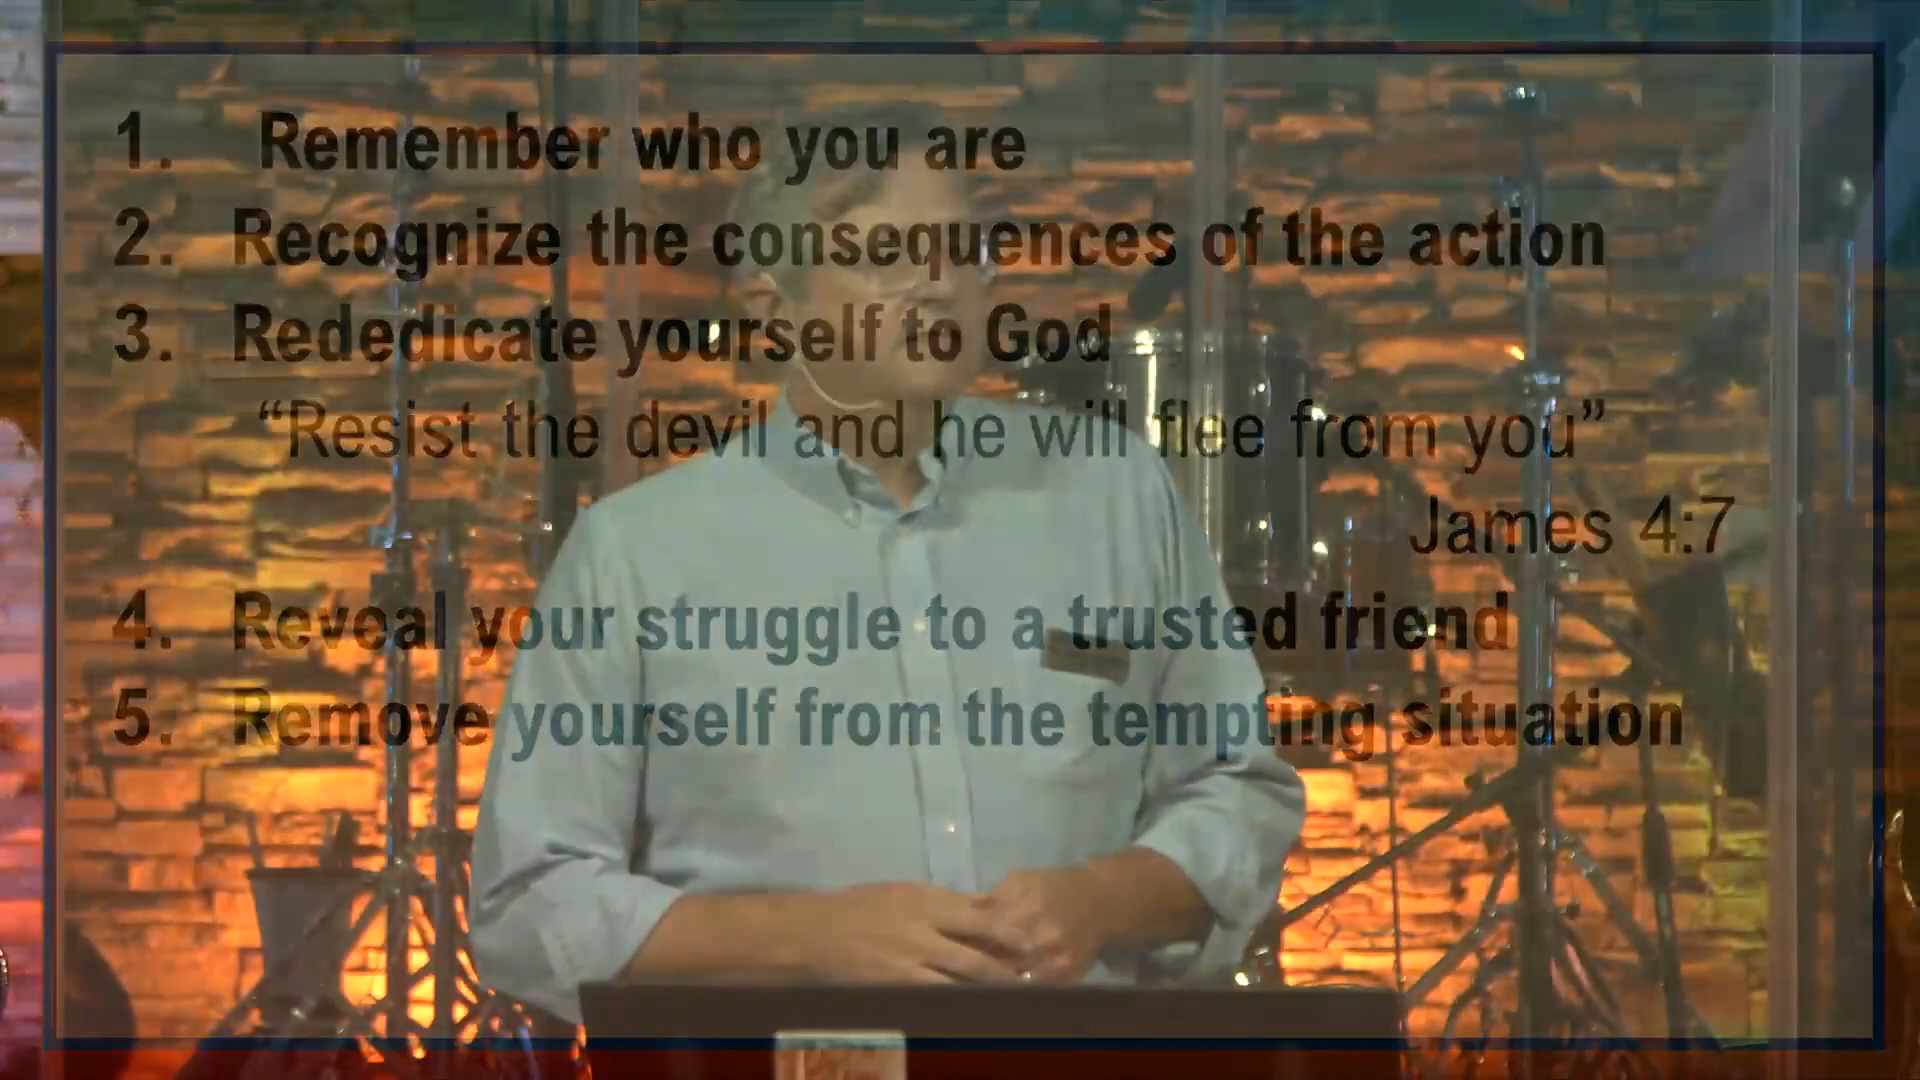 1. Remember who you are
2. Recognize the consequences of the action
3. Rededicate yourself to God
“Resist the devil and he will flee from you”
James 4:7
4. Reveal your struggle to a trusted friend
5. Remove yourself from the tempting situation